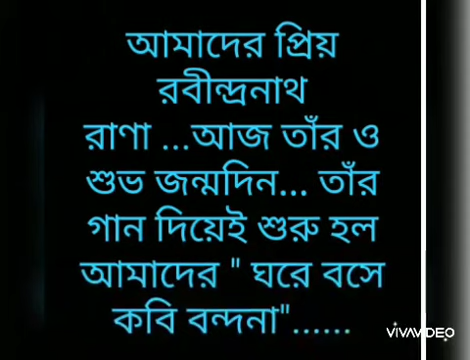 আমাদের প্রিয়
রবীন্দ্রনাথ
রাণা ...আজ তাঁর ও
শুভ জন্মদিন... তাঁর
গান দিয়েই শুরু হল
আমাদের " ঘরে বসে
কবি বন্দনা"......
VIVAVIDEO